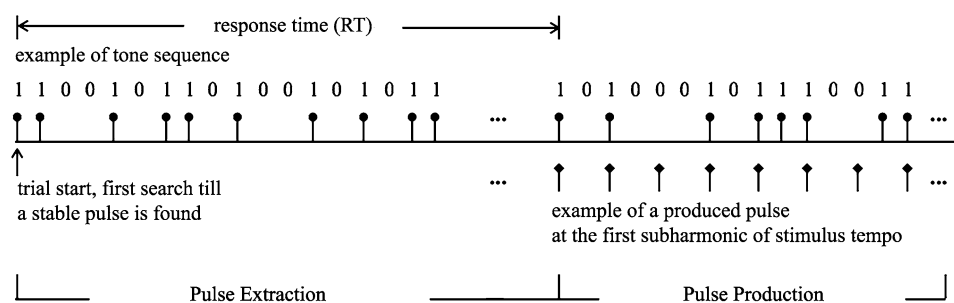 response time (RT)
example of tone sequence
1 1 0 0 1 0 1 1 0 1 0 0 1 0 1 0 1 1 1 0 1 0 0 0 1 0 1 1 1 0 0 1 1
... ...
trial start, first search till
a stable pulse is found
... ...
example of a produced pulse
at the first subharmonic of stimulus tempo
Pulse Extraction Pulse Production